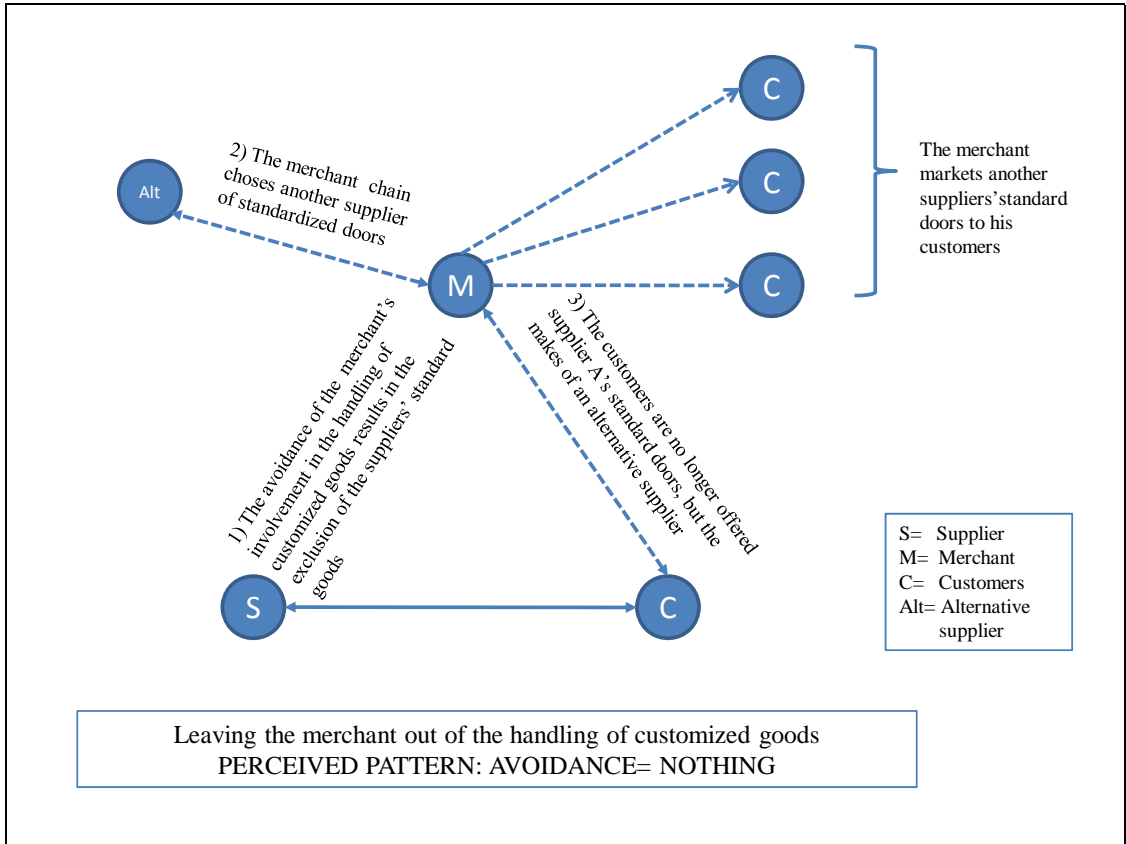 C
C
C
The merchant
markets another
suppliers’standard
doors to his
customers
Alt
2) The merchant chain
choses another supplier
of standardized doors
M
1) The avoidance of the merchant’s
involvement in the handling of
customized goods results in the
exclusion of the suppliers’ standard
goods
3) The customers are no longer offered
supplier A’s standard doors, but the
makes of an alternative supplier
S
C
S= Supplier
M= Merchant
C= Customers
Alt= Alternative
supplier
Leaving the merchant out of the handling of customized goods
PERCEIVED PATTERN: AVOIDANCE= NOTHING